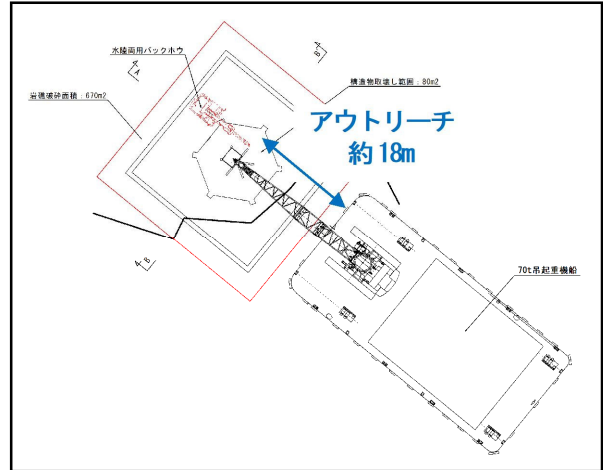 水陸両用バックホウ
B
A
構造物取壊し範囲：80m2
岩礁破砕面積：670m2
アウトリーチ
約18m
A
B
70t吊起重機船